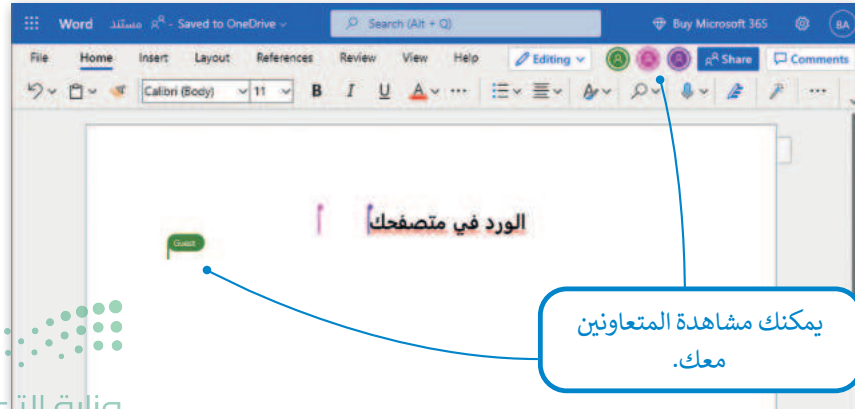 Word مستند - Saved to OneDrive
Search (Alt + Q)
Buy Microsoft 365
BA
File Home Insert Layout References Review View Help Editing Share Comments
Calibri (Body) 11 B I U A
الورد في متصفحك
Guest
يمكنك مشاهدة المتعاونين
معك.
وزارة